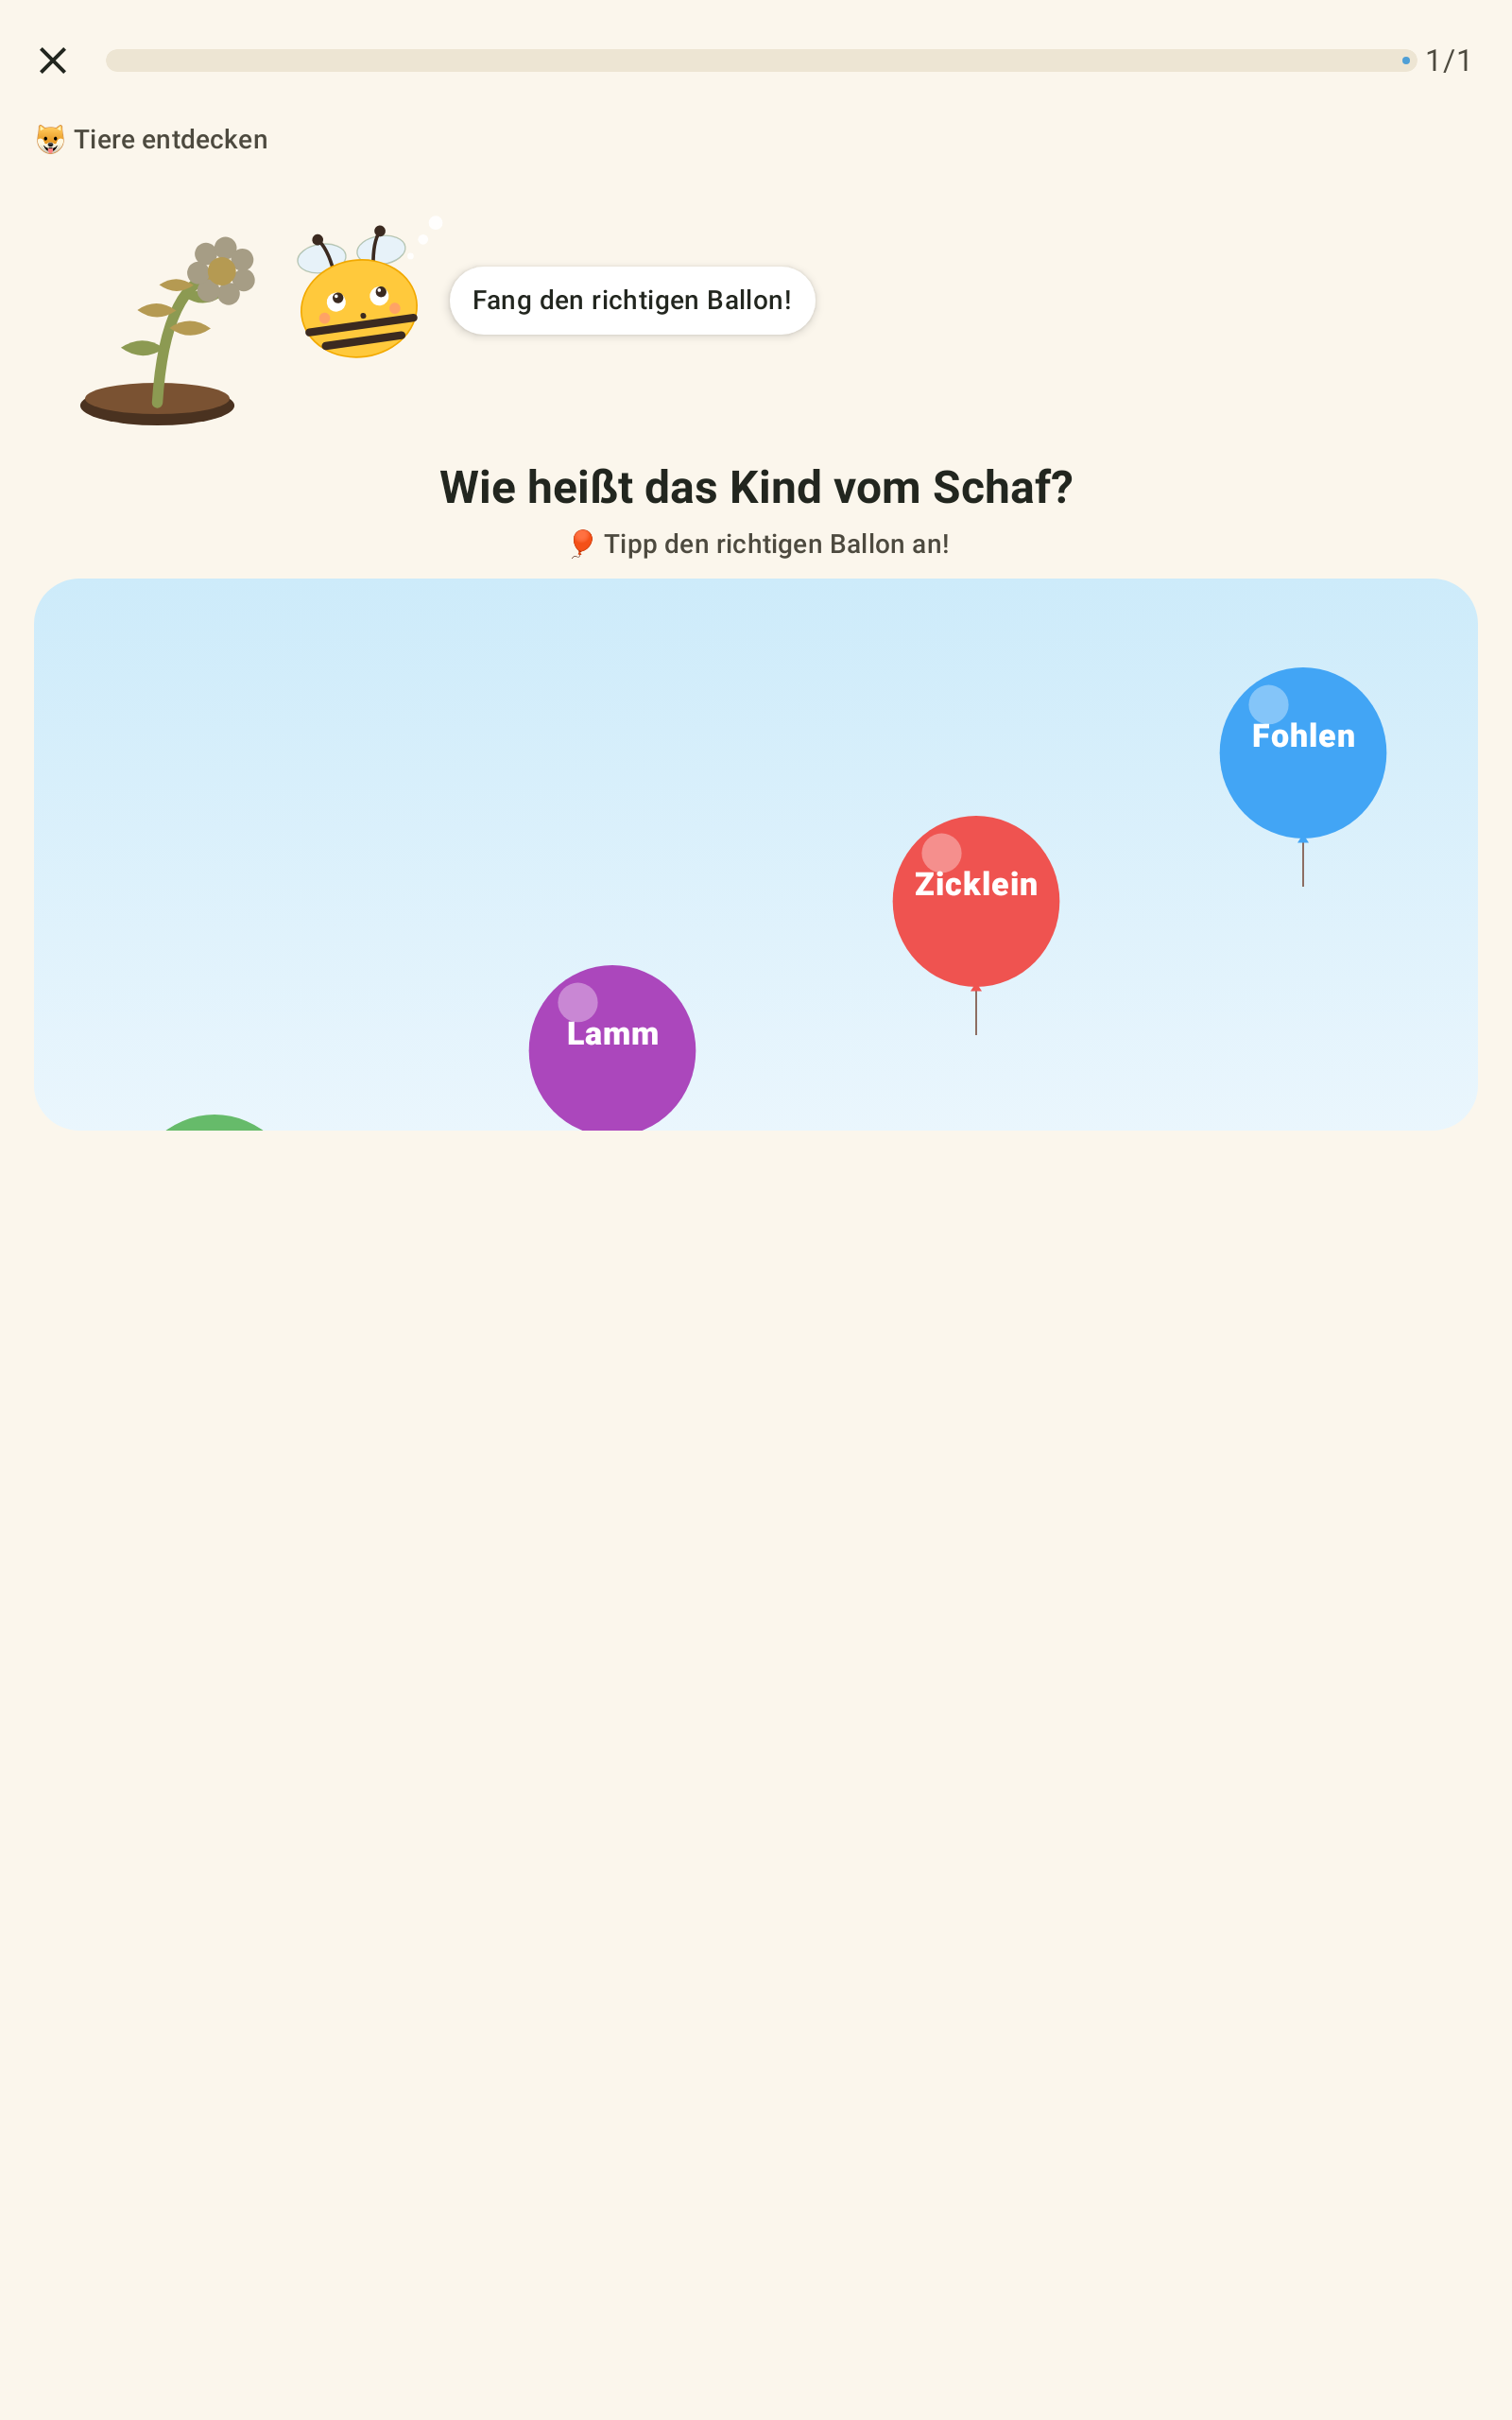 1/1
Tiere entdecken
Fang den richtigen Ballon!
Wie heißt das Kind vom Schaf?
Tipp den richtigen Ballon an!
Fohlen
Zicklein
Lamm